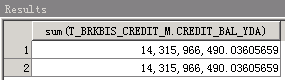 Results
sum(T_BRKBIS_CREDIT_M.CREDIT_BAL_YDA)
1 14,315,966,490.03605659
2 14,315,966,490.03605659